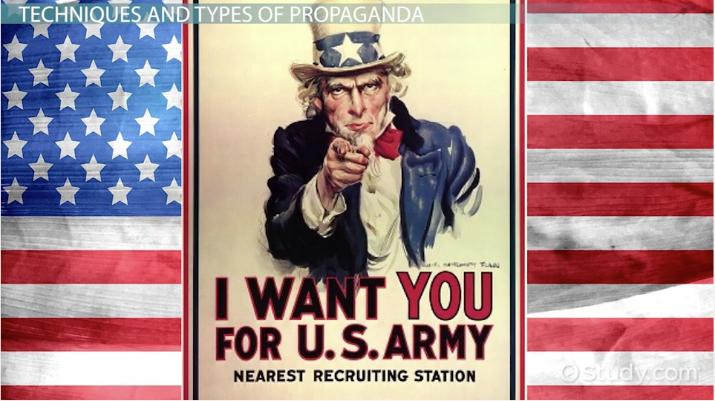 TECHNIQUES AND TYPES OF PROPAGANDA
I WANT YOU
FOR U.S. ARMY
NEAREST RECRUITING STATION
Study.com